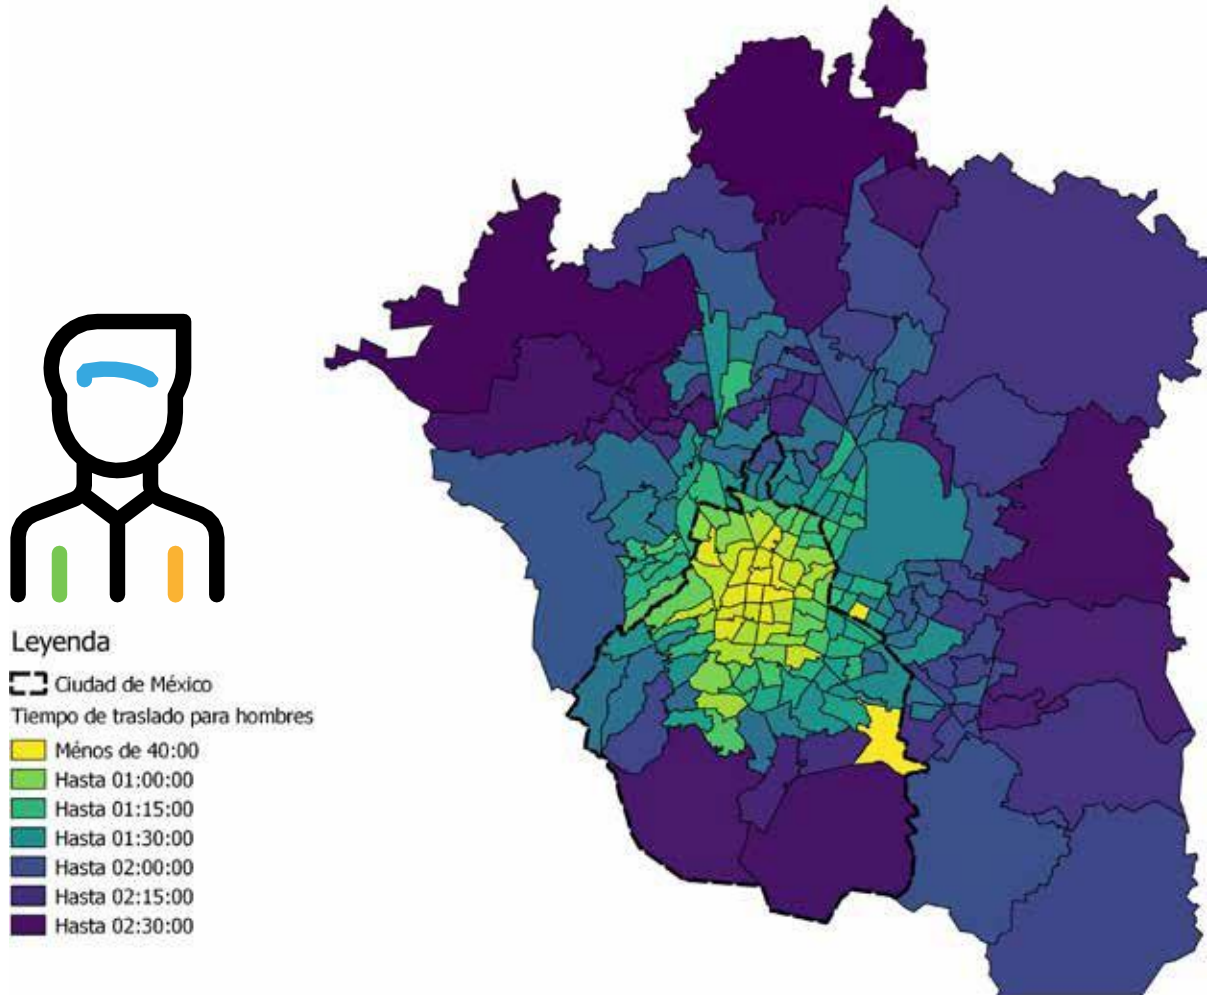 Leyenda
Ciudad de México
Tiempo de traslado para hombres
Ménos de 40:00
Hasta 01:00:00
Hasta 01:15:00
Hasta 01:30:00
Hasta 02:00:00
Hasta 02:15:00
Hasta 02:30:00